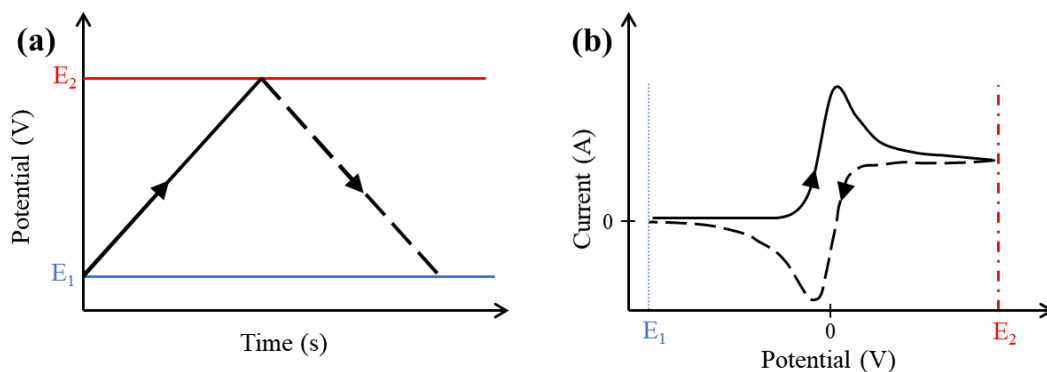 (a)
E₂
Potential (V)
E₁
Time (s)
(b)
Current (A)
0
E₁
0
E₂
Potential (V)